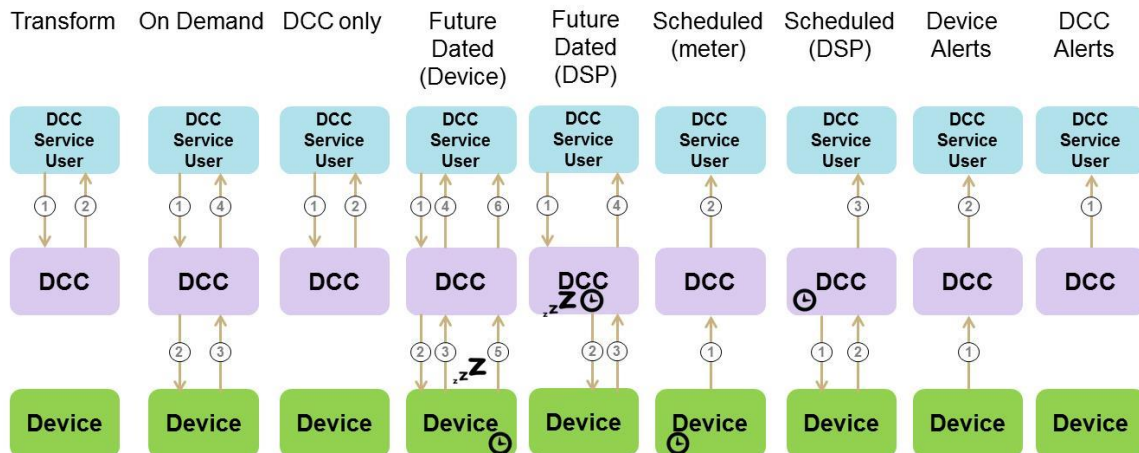 Transform
On Demand
DCC only
Future
Dated
(Device)
Future
Dated
(DSP)
Scheduled
(meter)
Scheduled
(DSP)
Device
Alerts
DCC
Alerts
DCC
Service
User
DCC
Service
User
DCC
Service
User
DCC
Service
User
DCC
Service
User
DCC
Service
User
DCC
Service
User
DCC
Service
User
DCC
Service
User
1 2
1 4
1 2
1 4 6
1 4
2
3
2
1
DCC
DCC
DCC
DCC
DCC
zzZ
DCC
DCC
DCC
DCC
2 3
2 3 5
zzZ
2 3
1
1 2
1
Device
Device
Device
Device
Device
Device
Device
Device
Device